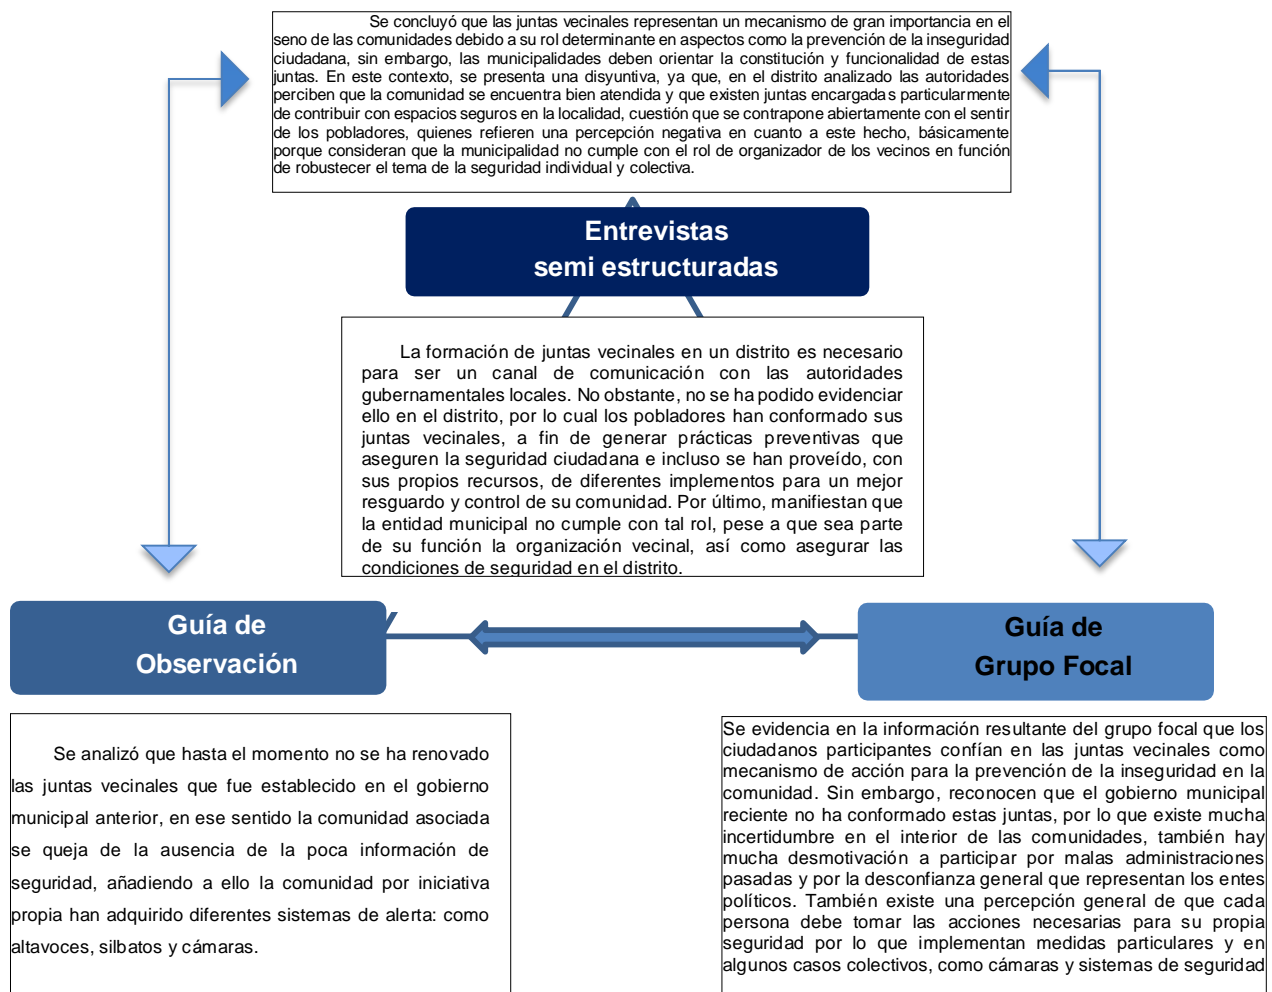 Se concluyó que las juntas vecinales representan un mecanismo de gran importancia en el
seno de las comunidades debido a su rol determinante en aspectos como la prevención de la inseguridad
ciudadana, sin embargo, las municipalidades deben orientar la constitución y funcionalidad de estas
juntas. En este contexto, se presenta una disyuntiva, ya que, en el distrito analizado las autoridades
perciben que la comunidad se encuentra bien atendida y que existen juntas encargadas particularmente
de contribuir con espacios seguros en la localidad, cuestión que se contrapone abiertamente con el sentir
de los pobladores, quienes refieren una percepción negativa en cuanto a este hecho, básicamente
porque consideran que la municipalidad no cumple con el rol de organizador de los vecinos en función
de robustecer el tema de la seguridad individual y colectiva.
Entrevistas
semi estructuradas
La formación de juntas vecinales en un distrito es necesario
para ser un canal de comunicación con las autoridades
gubernamentales locales. No obstante, no se ha podido evidenciar
ello en el distrito, por lo cual los pobladores han conformado sus
juntas vecinales, a fin de generar prácticas preventivas que
aseguren la seguridad ciudadana e incluso se han proveído, con
sus propios recursos, de diferentes implementos para un mejor
resguardo y control de su comunidad. Por último, manifiestan que
la entidad municipal no cumple con tal rol, pese a que sea parte
de su función la organización vecinal, así como asegurar las
condiciones de seguridad en el distrito.
Guía de
Observación
Guía de
Grupo Focal
Se analizó que hasta el momento no se ha renovado
las juntas vecinales que fue establecido en el gobierno
municipal anterior, en ese sentido la comunidad asociada
se queja de la ausencia de la poca información de
seguridad, añadiendo a ello la comunidad por iniciativa
propia han adquirido diferentes sistemas de alerta: como
altavoces, silbatos y cámaras.
Se evidencia en la información resultante del grupo focal que los
ciudadanos participantes confían en las juntas vecinales como
mecanismo de acción para la prevención de la inseguridad en la
comunidad. Sin embargo, reconocen que el gobierno municipal
reciente no ha conformado estas juntas, por lo que existe mucha
incertidumbre en el interior de las comunidades, también hay
mucha desmotivación a participar por malas administraciones
pasadas y por la desconfianza general que representan los entes
políticos. También existe una percepción general de que cada
persona debe tomar las acciones necesarias para su propia
seguridad por lo que implementan medidas particulares y en
algunos casos colectivos, como cámaras y sistemas de seguridad